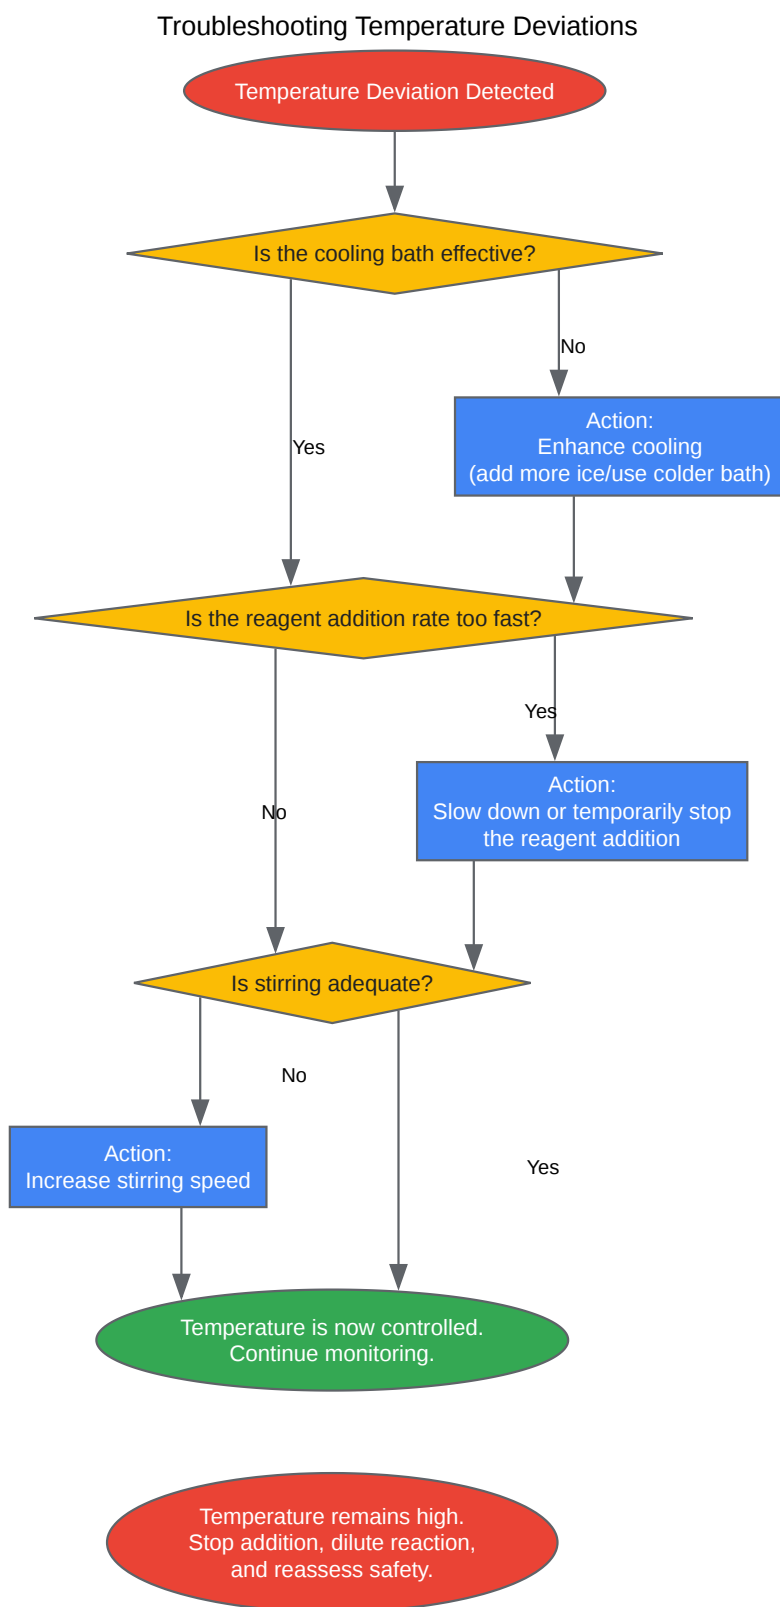 Troubleshooting Temperature Deviations
Temperature Deviation Detected
Is the cooling bath effective?
No
Action:
Enhance cooling
(add more ice/use colder bath)
Yes
Is the reagent addition rate too fast?
Yes
Action:
Slow down or temporarily stop
the reagent addition
No
Is stirring adequate?
No
Action:
Increase stirring speed
Yes
Temperature is now controlled.
Continue monitoring.
Temperature remains high.
Stop addition, dilute reaction,
and reassess safety.